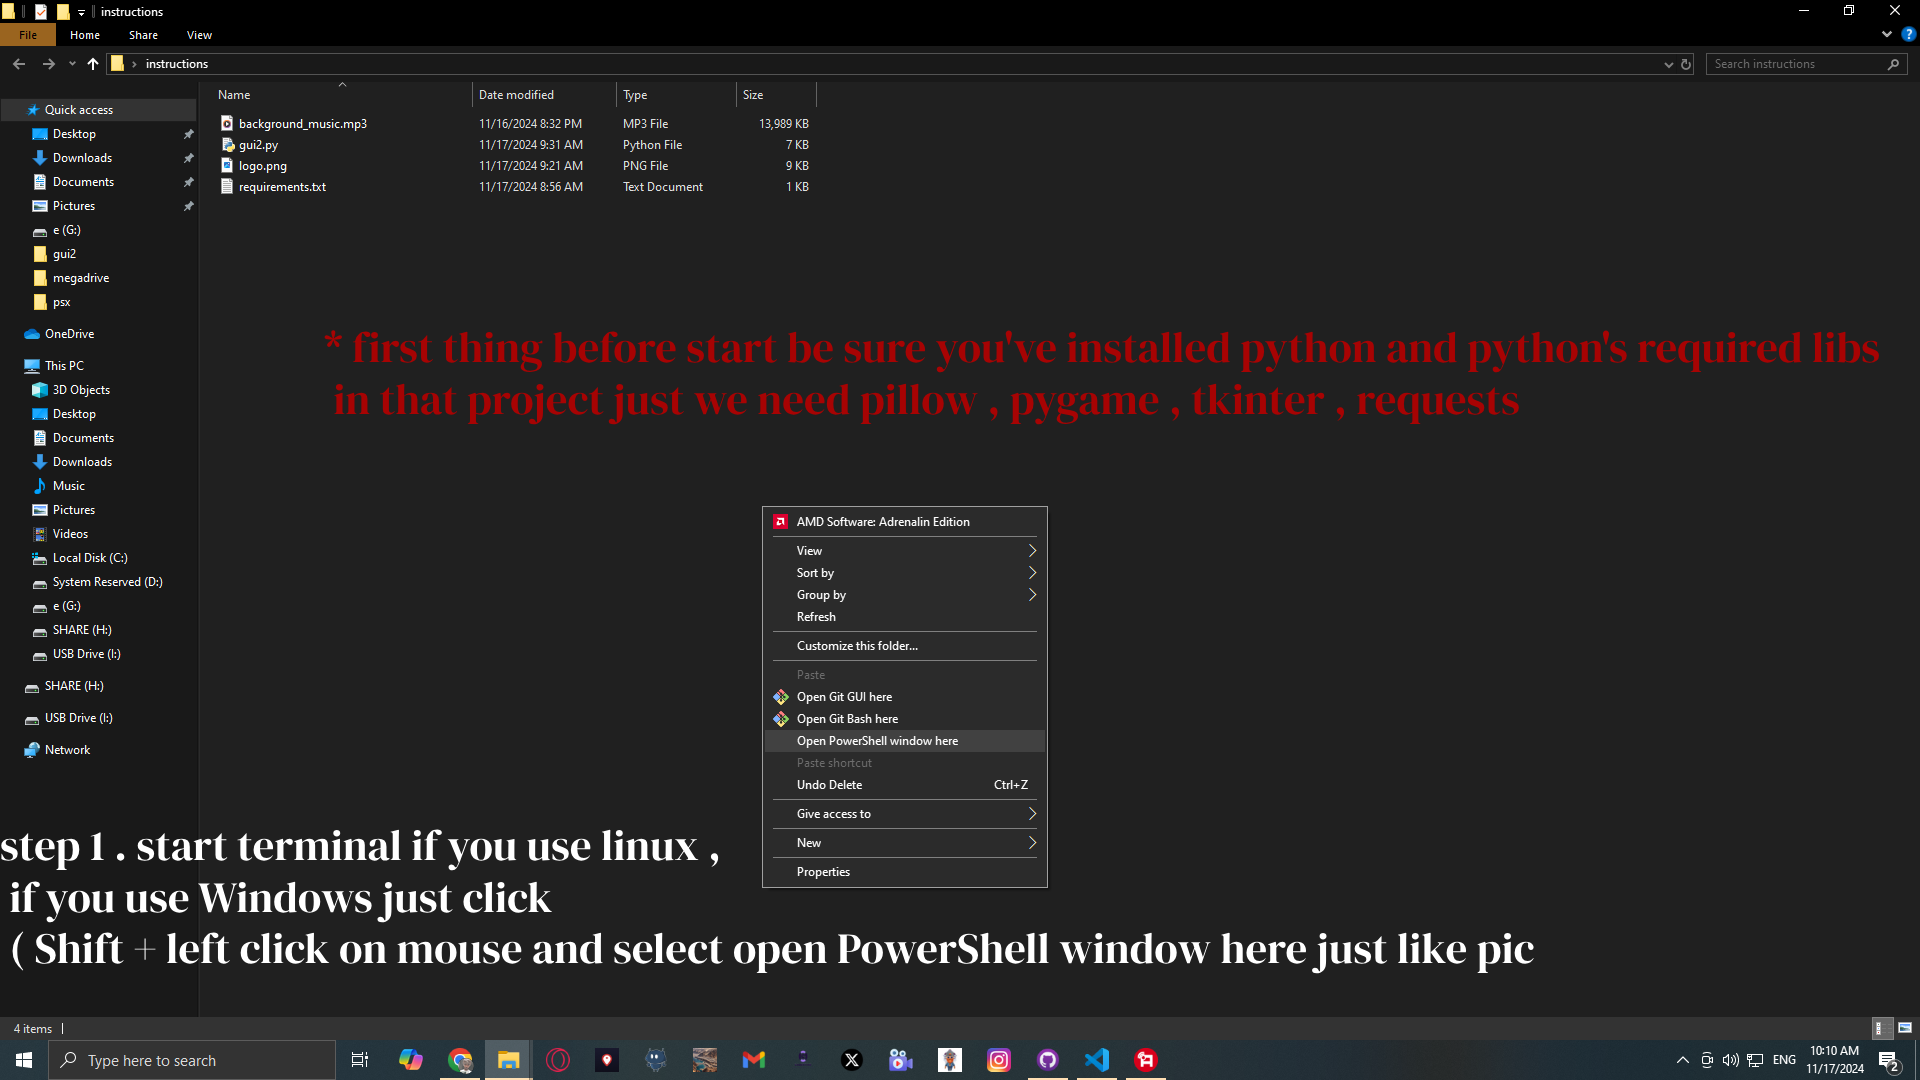 instructions
File Home Share View
instructions
Search instructions
Name Date modified Type Size
background_music.mp3 11/16/2024 8:32 PM MP3 File 13,989 KB
gui2.py 11/17/2024 9:31 AM Python File 7 KB
logo.png 11/17/2024 9:21 AM PNG File 9 KB
requirements.txt 11/17/2024 8:56 AM Text Document 1 KB
Quick access
Desktop
Downloads
Documents
Pictures
e (G:)
gui2
megadrive
psx
OneDrive
This PC
3D Objects
Desktop
Documents
Downloads
Music
Pictures
Videos
Local Disk (C:)
System Reserved (D:)
e (G:)
SHARE (H:)
USB Drive (I:)
SHARE (H:)
USB Drive (I:)
Network
* first thing before start be sure you've installed python and python's required libs
in that project just we need pillow , pygame , tkinter , requests
AMD Software: Adrenalin Edition
View
Sort by
Group by
Refresh
Customize this folder...
Paste
Open Git GUI here
Open Git Bash here
Open PowerShell window here
Paste shortcut
Undo Delete Ctrl+Z
Give access to
New
Properties
step 1 . start terminal if you use linux ,
if you use Windows just click
( Shift + left click on mouse and select open PowerShell window here just like pic
4 items
Type here to search
ENG
10:10 AM
11/17/2024
2